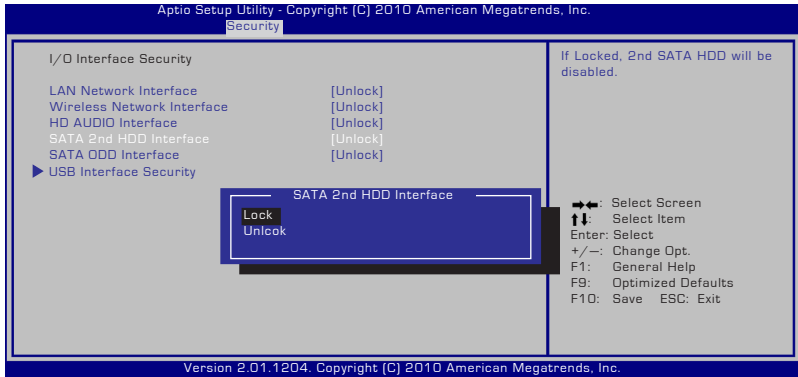 Aptio Setup Utility - Copyright (C) 2010 American Megatrends, Inc.
Security
I/O Interface Security
LAN Network Interface [Unlock]
Wireless Network Interface [Unlock]
HD AUDIO Interface [Unlock]
SATA 2nd HDD Interface [Unlock]
SATA ODD Interface [Unlock]
USB Interface Security
SATA 2nd HDD Interface
Lock
Unlcok
If Locked, 2nd SATA HDD will be
disabled.
→←: Select Screen
↑↓: Select Item
Enter: Select
+/—: Change Opt.
F1: General Help
F9: Optimized Defaults
F10: Save ESC: Exit
Version 2.01.1204. Copyright (C) 2010 American Megatrends, Inc.